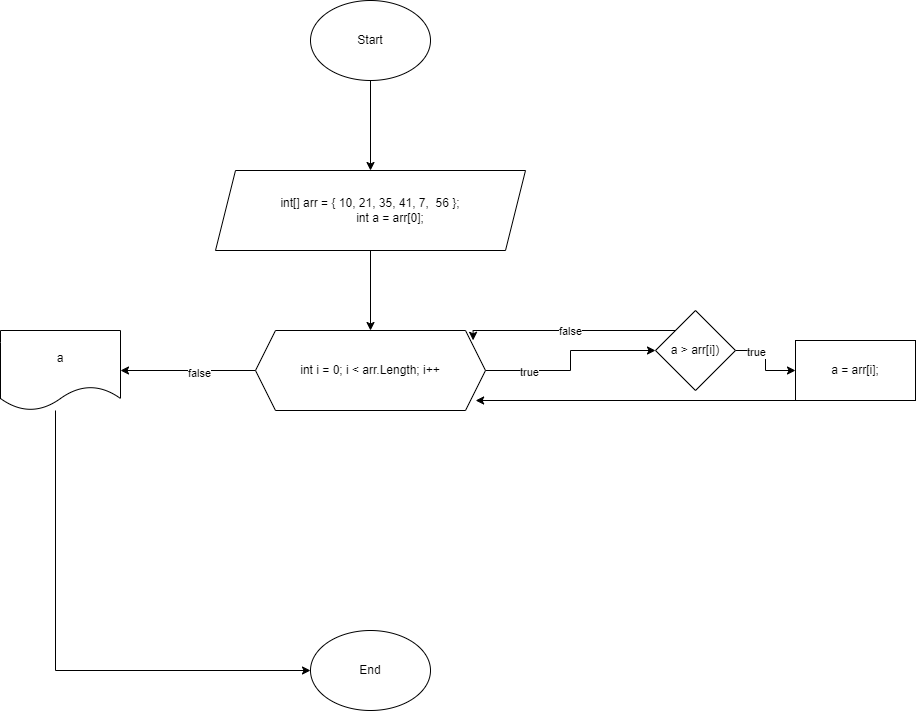 Start
int[] arr = { 10, 21, 35, 41, 7,  56 };
int a = arr[0];
false
a > arr[i])
true
a
int i = 0; i < arr.Length; i++
false
true
a = arr[i];
End